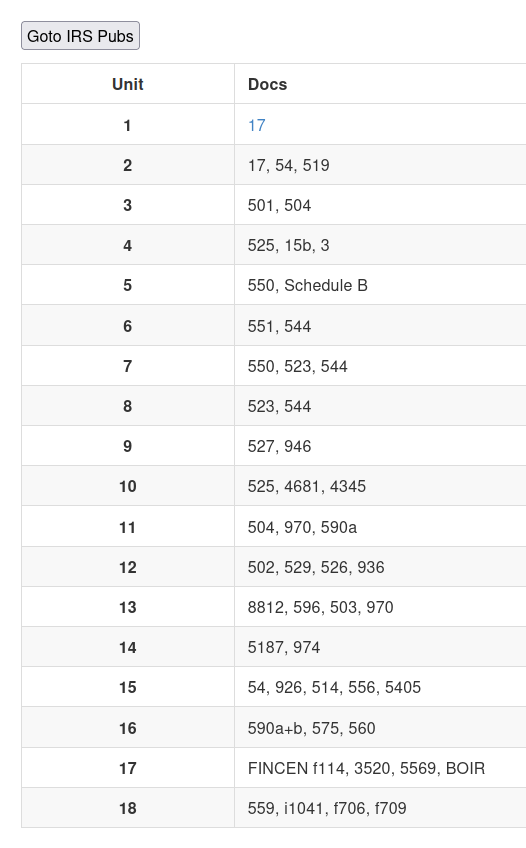 Goto IRS Pubs
Unit Docs
1 17
2 17, 54, 519
3 501, 504
4 525, 15b, 3
5 550, Schedule B
6 551, 544
7 550, 523, 544
8 523, 544
9 527, 946
10 525, 4681, 4345
11 504, 970, 590a
12 502, 529, 526, 936
13 8812, 596, 503, 970
14 5187, 974
15 54, 926, 514, 556, 5405
16 590a+b, 575, 560
17 FINCEN f114, 3520, 5569, BOIR
18 559, i1041, f706, f709